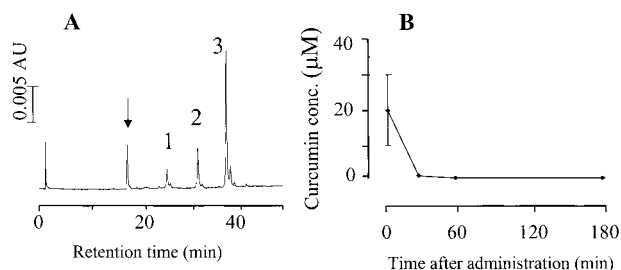 A
3
2
1
0.005 AU
0
20
40
Retention time (min)
B
40
20
0
Curcumin conc. (µM)
0
60
120
180
Time after administration (min)